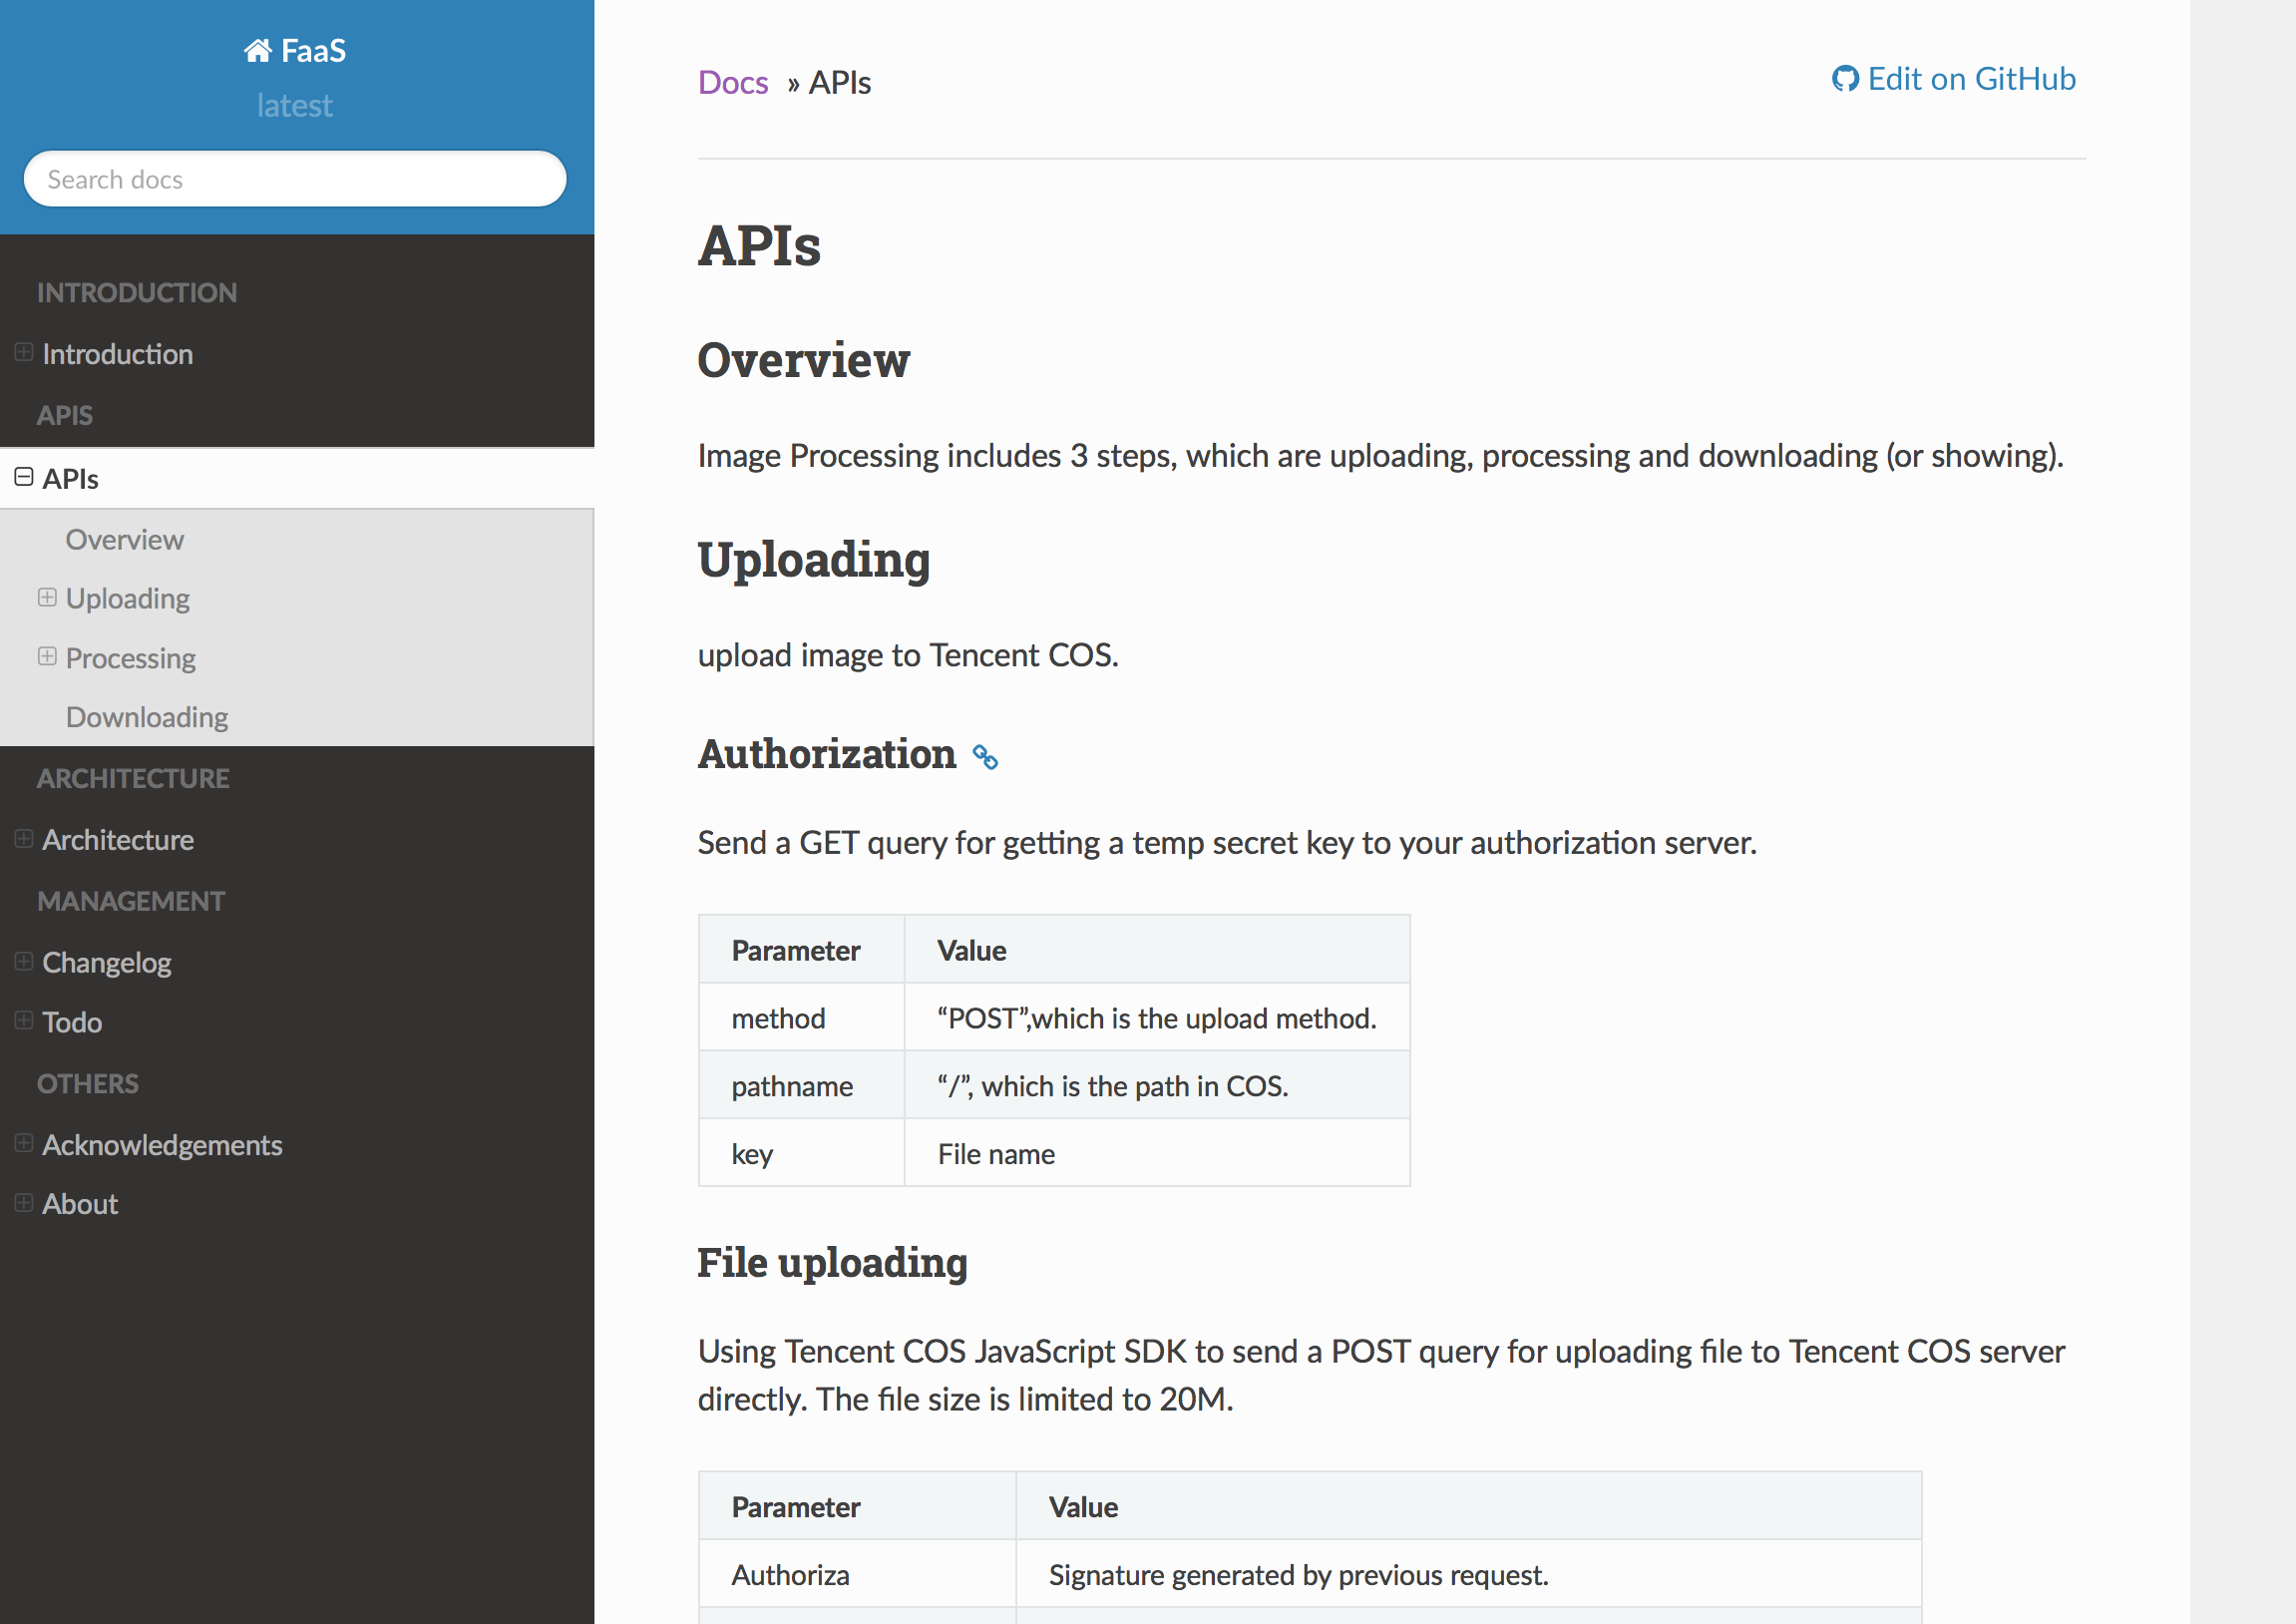 FaaS
latest
Search docs
INTRODUCTION
Introduction
APIS
APIs
Overview
Uploading
Processing
Downloading
ARCHITECTURE
Architecture
MANAGEMENT
Changelog
Todo
OTHERS
Acknowledgements
About
Docs » APIs
Edit on GitHub
APIs
Overview
Image Processing includes 3 steps, which are uploading, processing and downloading (or showing).
Uploading
upload image to Tencent COS.
Authorization
Send a GET query for getting a temp secret key to your authorization server.
Parameter Value
method “POST”,which is the upload method.
pathname “/”, which is the path in COS.
key File name
File uploading
Using Tencent COS JavaScript SDK to send a POST query for uploading file to Tencent COS server
directly. The file size is limited to 20M.
Parameter Value
Authoriza Signature generated by previous request.